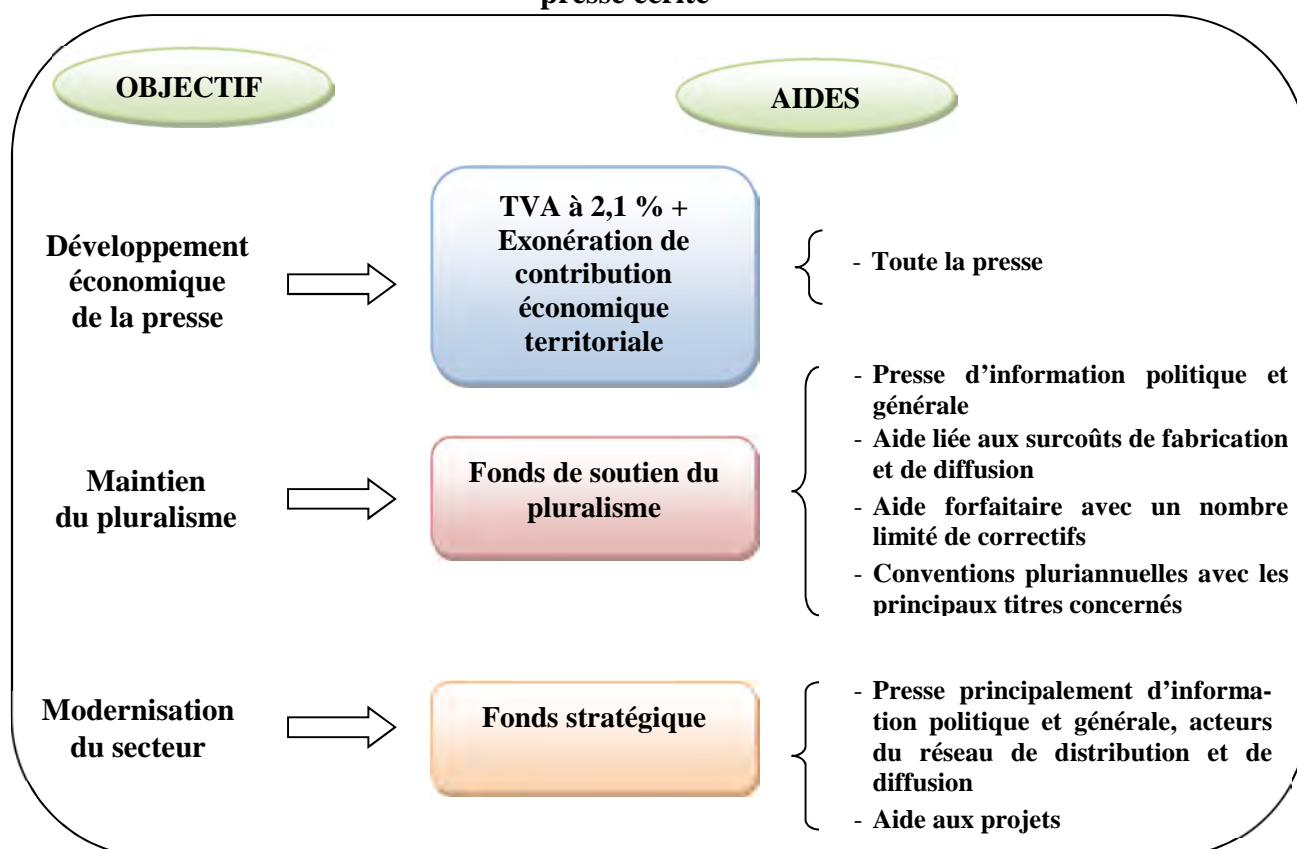 presse écrite
OBJECTIF
AIDES
Développement
économique
de la presse
TVA à 2,1 % +
Exonération de
contribution
économique
territoriale
- Toute la presse
Maintien
du pluralisme
Fonds de soutien du
pluralisme
- Presse d’information politique et
générale
- Aide liée aux surcoûts de fabrication
et de diffusion
- Aide forfaitaire avec un nombre
limité de correctifs
- Conventions pluriannuelles avec les
principaux titres concernés
Modernisation
du secteur
Fonds stratégique
- Presse principalement d’informa-
tion politique et générale, acteurs
du réseau de distribution et de
diffusion
- Aide aux projets